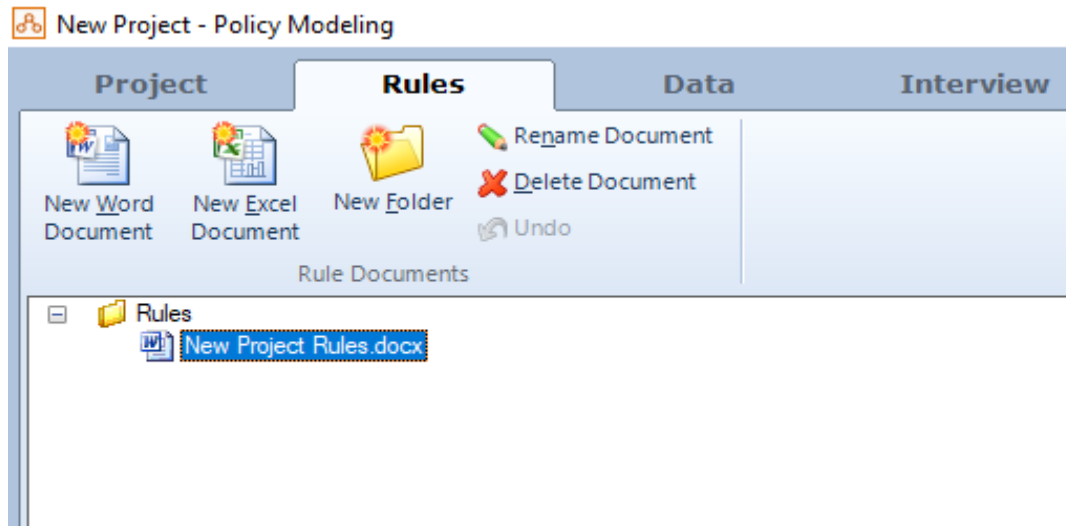 New Project - Policy Modeling
Project Rules Data Interview
New Word Document
New Excel Document
New Folder
Rename Document
Delete Document
Undo
Rule Documents
Rules
New Project Rules.docx